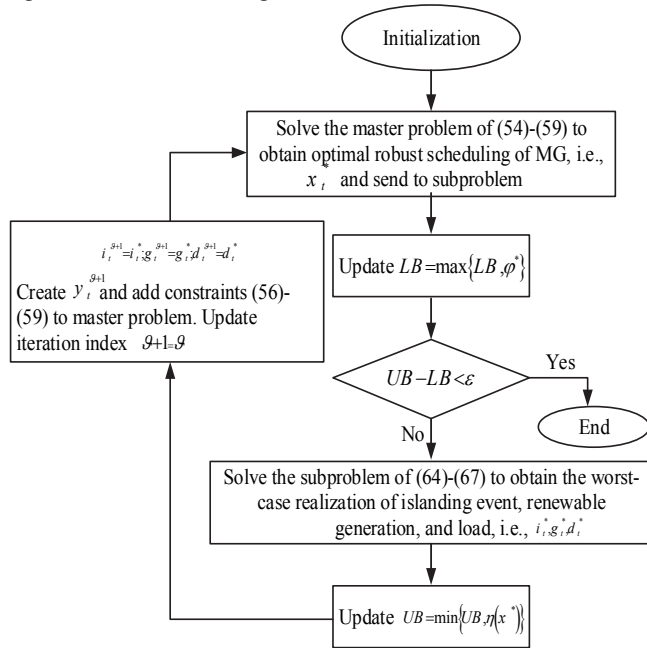 Initialization
Solve the master problem of (54)-(59) to
obtain optimal robust scheduling of MG, i.e.,
x_t^* and send to subproblem
Update LB=max{LB,φ^*}
UB−LB<ε
Yes
End
No
Solve the subproblem of (64)-(67) to obtain the worst-
case realization of islanding event, renewable
generation, and load, i.e., i_t^*,g_t^*,d_t^*
Update UB=min{UB,η(x^*)}
i_t^{ϑ+1}=i_t^*;g_t^{ϑ+1}=g_t^*;d_t^{ϑ+1}=d_t^*
Create y_t^{ϑ+1} and add constraints (56)-
(59) to master problem. Update
iteration index ϑ+1=ϑ